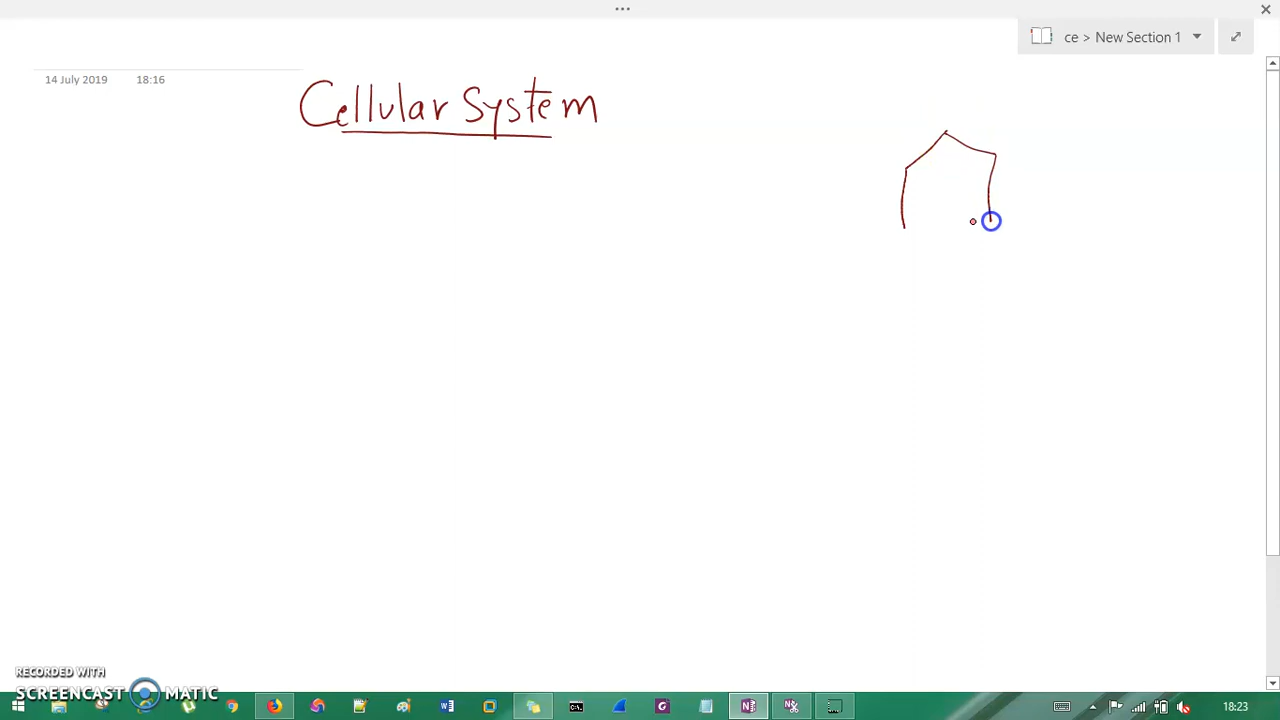 ce > New Section 1
14 July 2019 18:16
Cellular System
RECORDED WITH
SCREENCAST MATIC
18:23